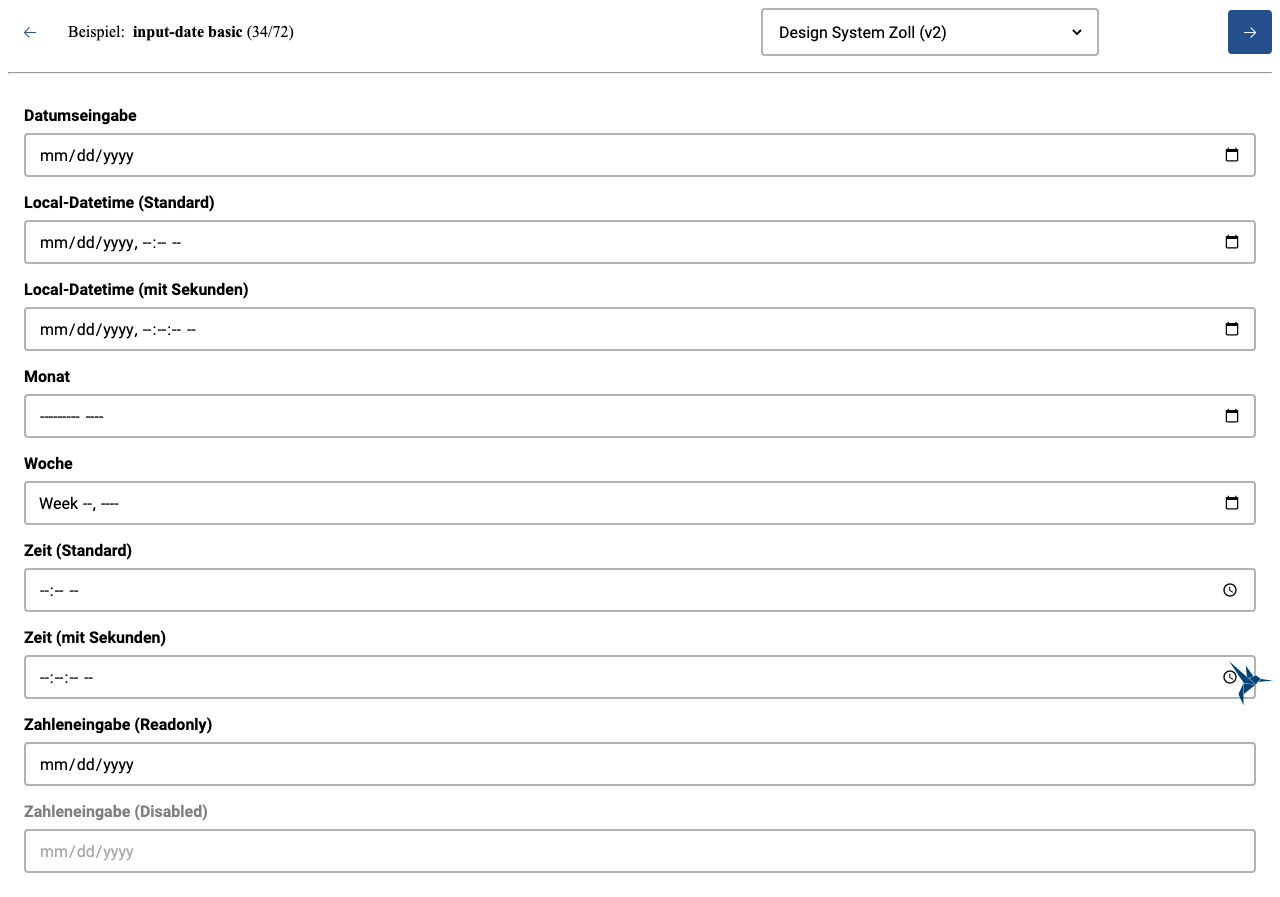 Beispiel: input-date basic (34/72)
Design System Zoll (v2)
Datumseingabe
mm/dd/yyyy
Local-Datetime (Standard)
mm/dd/yyyy, --:-- --
Local-Datetime (mit Sekunden)
mm/dd/yyyy, --:--:-- --
Monat
--------- ----
Woche
Week --, ----
Zeit (Standard)
--:-- --
Zeit (mit Sekunden)
--:--:-- --
Zahleneingabe (Readonly)
mm/dd/yyyy
Zahleneingabe (Disabled)
mm/dd/yyyy